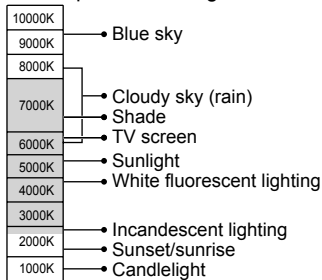 10000K
9000K
8000K
7000K
6000K
5000K
4000K
3000K
2000K
1000K
Blue sky
Cloudy sky (rain)
Shade
TV screen
Sunlight
White fluorescent lighting
Incandescent lighting
Sunset/sunrise
Candlelight